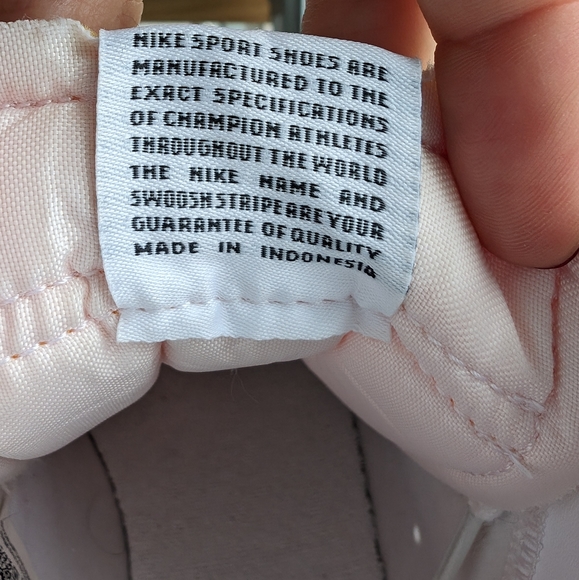 NIKE SPORT SHOES ARE
MANUFACTURED TO THE
EXACT SPECIFICATIONS
OF CHAMPION ATHLETES
THROUGHOUT THE WORLD
THE NIKE NAME AND
SWOOSH STRIPE ARE YOUR
GUARANTEE OF QUALITY
MADE IN INDONESIA